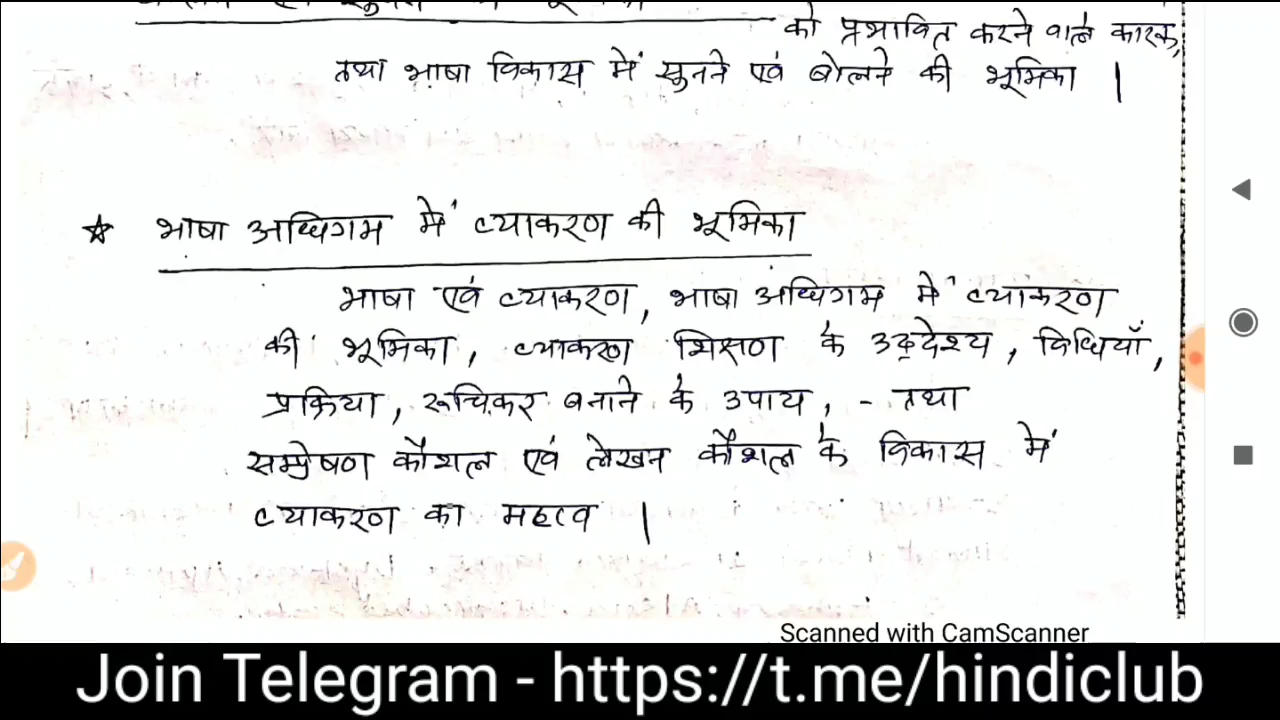 को प्रभावित करने वाले कारक,
तथा भाषा विकास में सुनने एवं बोलने की भूमिका |
☆ भाषा अधिगम में व्याकरण की भूमिका
भाषा एवं व्याकरण, भाषा अधिगम में व्याकरण
की भूमिका, व्याकरण शिक्षण के उद्देश्य, विधियाँ,
प्रक्रिया, रूचिकर बनाने के उपाय, - तथा
सम्प्रेषण कौशल एवं लेखन कौशल के विकास में
व्याकरण का महत्व |
Scanned with CamScanner
Join Telegram - https://t.me/hindiclub